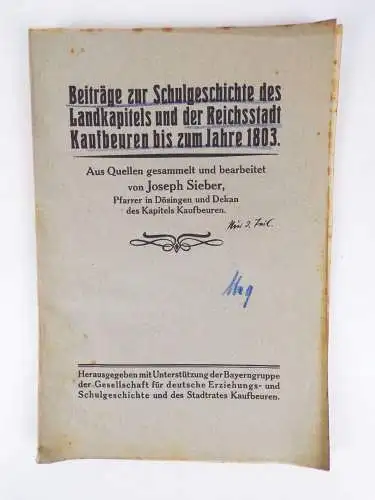 Beiträge zur Schulgeschichte des
Landkapitels und der Reichsstadt
Kaufbeuren bis zum Jahre 1803.
Aus Quellen gesammelt und bearbeitet
von Joseph Sieber,
Pfarrer in Dösingen und Dekan
des Kapitels Kaufbeuren.
Herausgegeben mit Unterstützung der Bayerngruppe
der Gesellschaft für deutsche Erziehungs- und
Schulgeschichte und des Stadtrates Kaufbeuren.